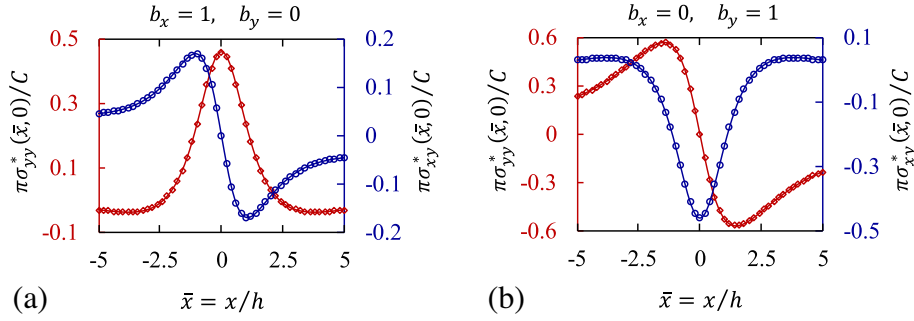 b_x = 1, b_y = 0
0.5
0.3
0.1
-0.1
πσ*_yy(x̄,0)/C
0.2
0.1
0
-0.1
-0.2
πσ*_xy(x̄,0)/C
-5 -2.5 0 2.5 5
(a) x̄ = x/h
b_x = 0, b_y = 1
0.6
0.3
0
-0.3
-0.6
πσ*_yy(x̄,0)/C
0.1
-0.1
-0.3
-0.5
πσ*_xy(x̄,0)/C
-5 -2.5 0 2.5 5
(b) x̄ = x/h